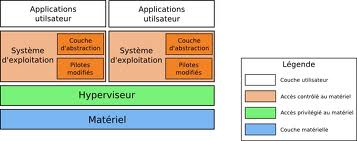 Applications
utilisateur
Applications
utilisateur
Système
d'exploitation
Couche
d'abstraction
Pilotes
modifiés
Système
d'exploitation
Couche
d'abstraction
Pilotes
modifiés
Hyperviseur
Matériel
Légende
Couche utilisateur
Accès contrôlé au matériel
Accès privilégié au matériel
Couche matérielle